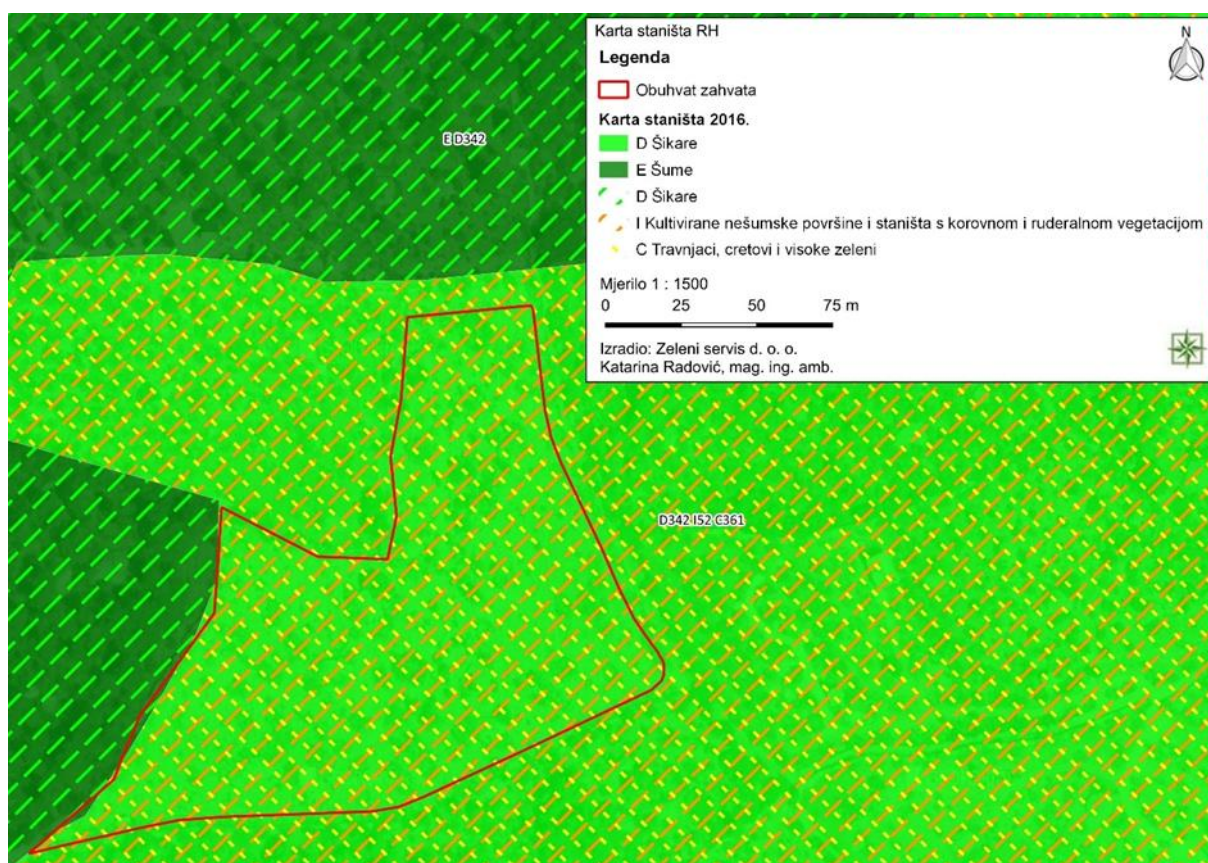 Karta staništa RH
N
Legenda
Obuhvat zahvata
Karta staništa 2016.
D Šikare
E Šume
D Šikare
I Kultivirane nešumske površine i staništa s korovnom i ruderalnom vegetacijom
C Travnjaci, cretovi i visoke zeleni
Mjerilo 1 : 1500
0 25 50 75 m
Izradio: Zeleni servis d. o. o.
Katarina Radović, mag. ing. amb.
E D342
D342 I52 C361